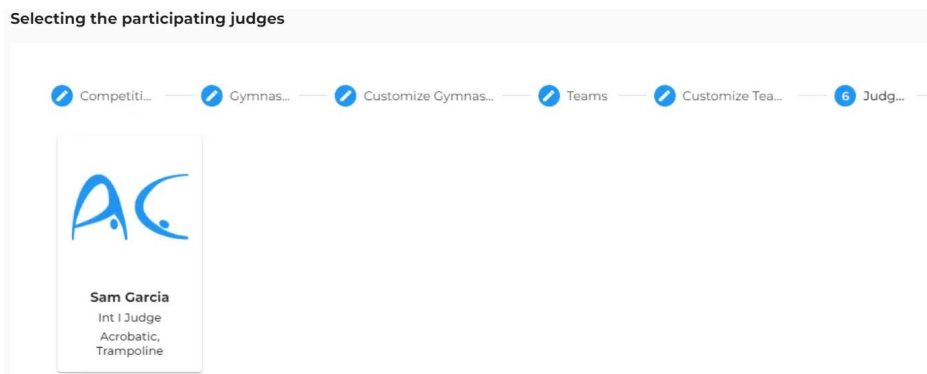 Selecting the participating judges
Competiti... Gymnas... Customize Gymnas... Teams Customize Tea... 6 Judg...
AC
Sam Garcia
Int I Judge
Acrobatic,
Trampoline